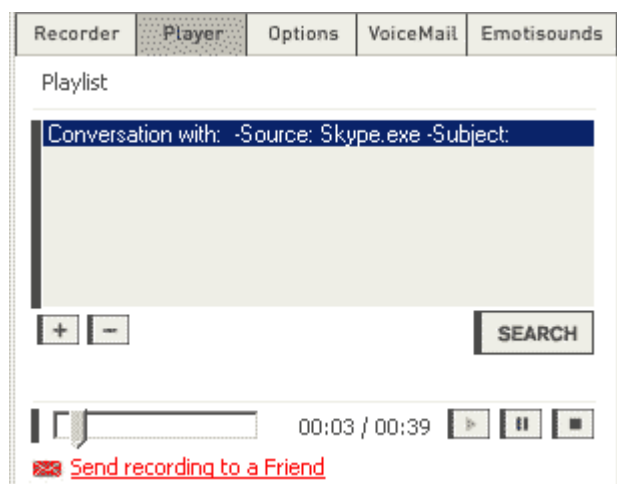 Recorder Player Options VoiceMail Emotisounds
Playlist
Conversation with: -Source: Skype.exe -Subject:
+ - SEARCH
00:03 / 00:39
Send recording to a Friend